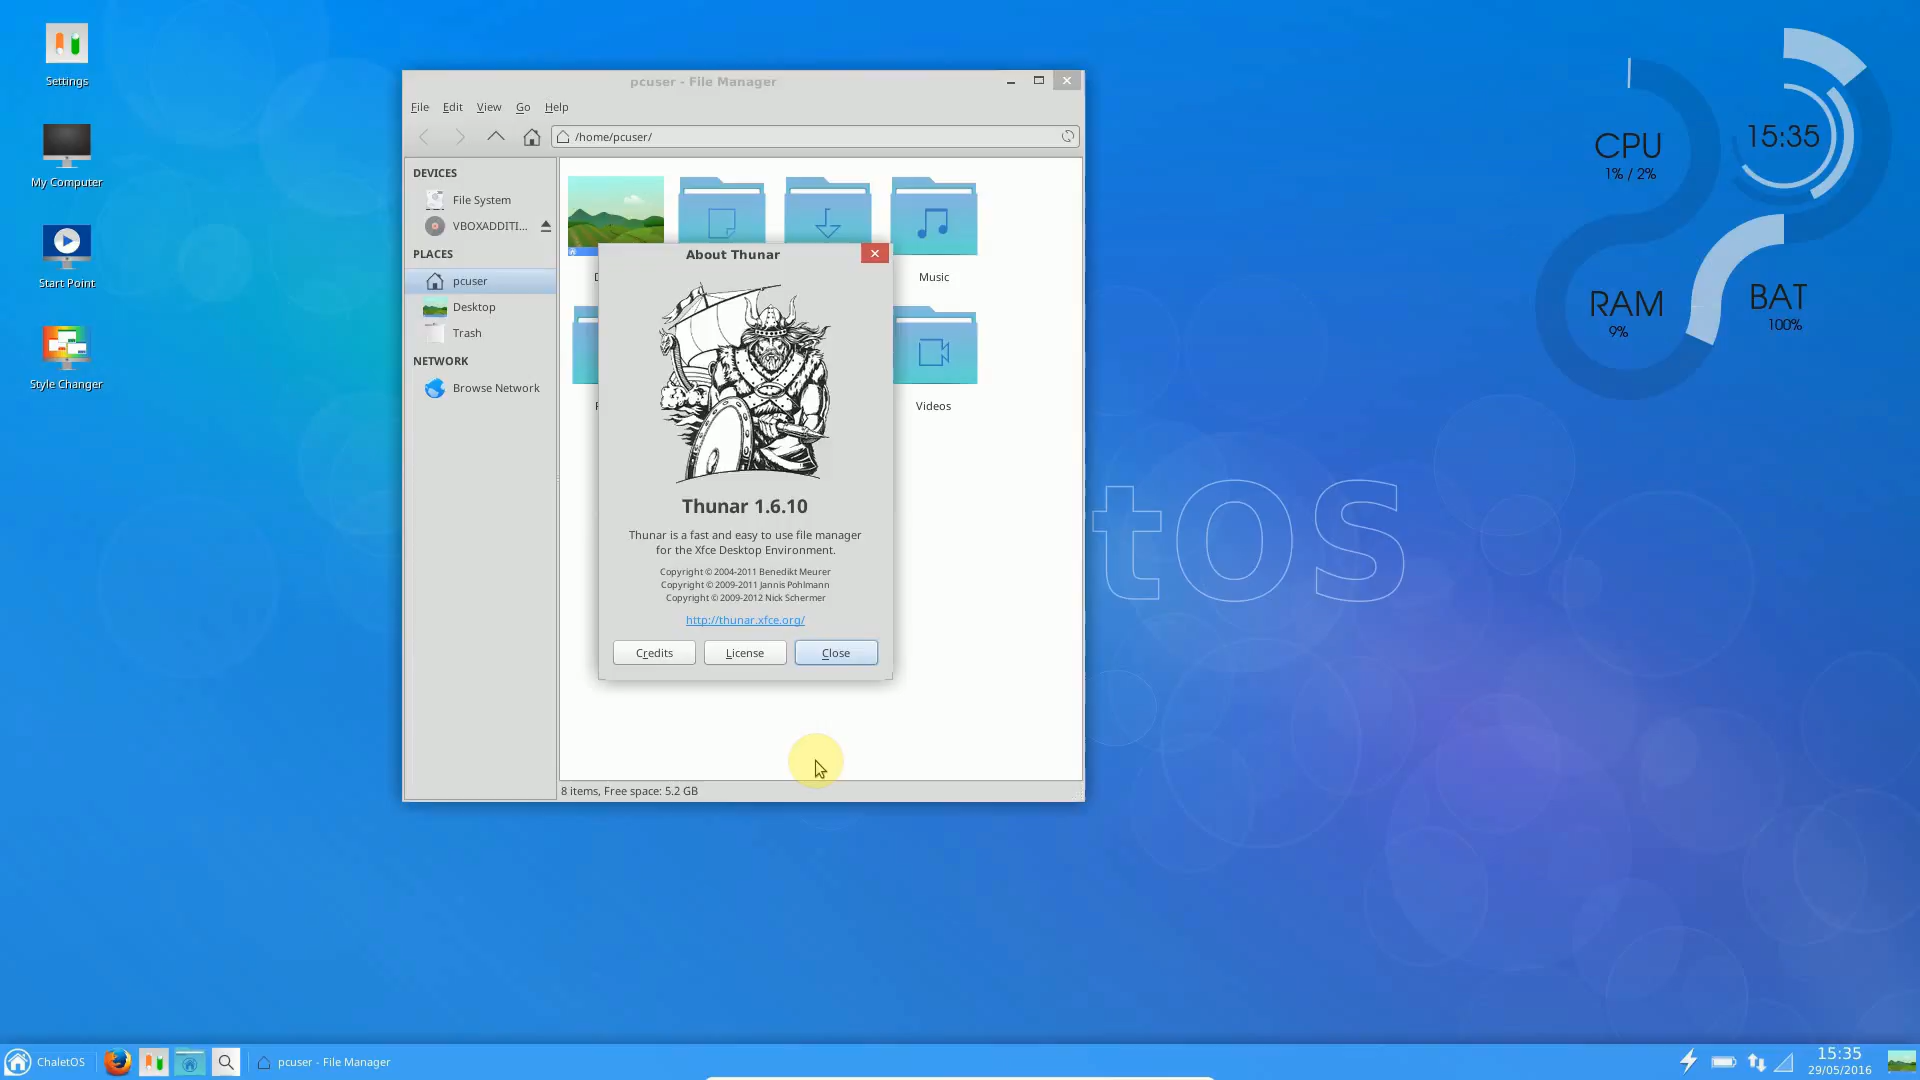 Settings
My Computer
Start Point
Style Changer
pcuser - File Manager
File Edit View Go Help
/home/pcuser/
DEVICES
File System
VBOXADDITI...
PLACES
pcuser
Desktop
Trash
NETWORK
Browse Network
Music
Videos
About Thunar
Thunar 1.6.10
Thunar is a fast and easy to use file manager
for the Xfce Desktop Environment.
Copyright © 2004-2011 Benedikt Meurer
Copyright © 2009-2011 Jannis Pohlmann
Copyright © 2009-2012 Nick Schermer
http://thunar.xfce.org/
Credits License Close
8 items, Free space: 5.2 GB
tos
CPU
1% / 2%
15:35
RAM
9%
BAT
100%
ChaletOS
pcuser - File Manager
15:35
29/05/2016